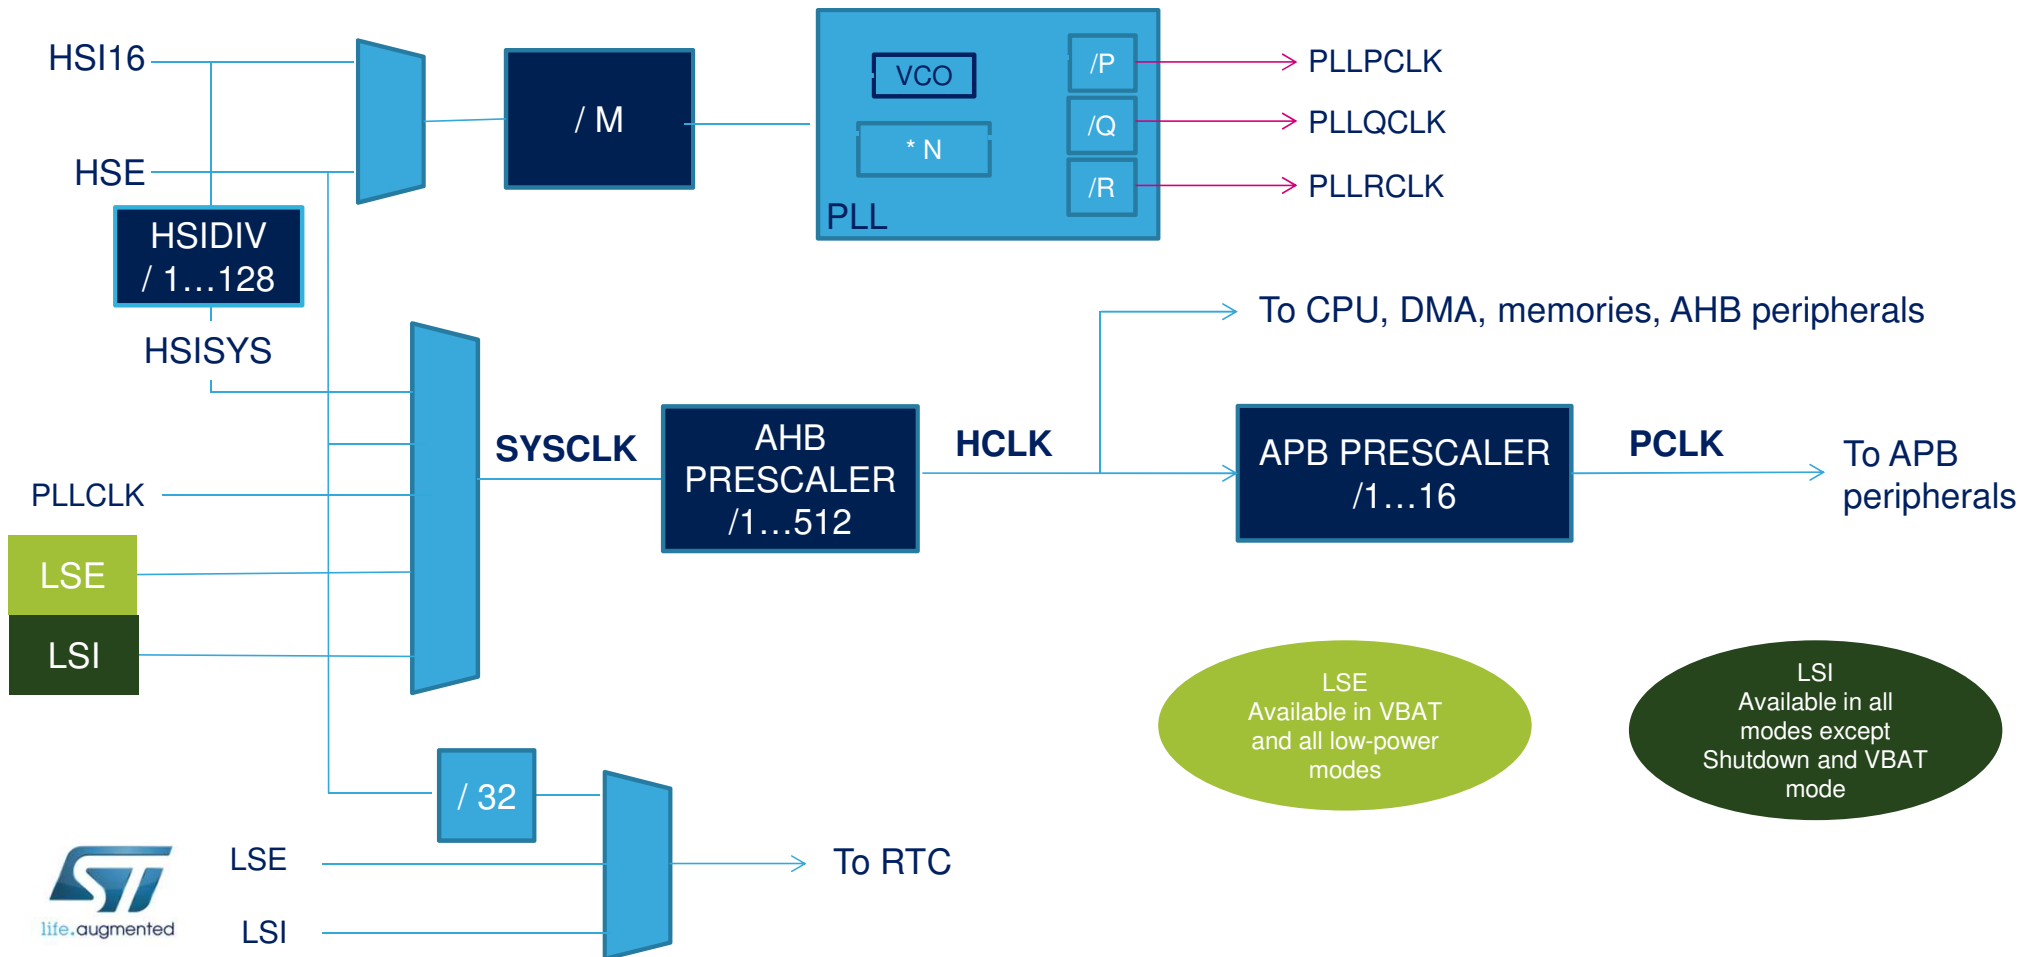 HSI16
HSE
/ M
VCO
* N
/P
/Q
/R
PLL
PLLPCLK
PLLQCLK
PLLRCLK
HSIDIV
/ 1…128
HSISYS
PLLCLK
LSE
LSI
SYSCLK
AHB
PRESCALER
/1…512
HCLK
To CPU, DMA, memories, AHB peripherals
APB PRESCALER
/1…16
PCLK
To APB
peripherals
LSE
Available in VBAT
and all low-power
modes
LSI
Available in all
modes except
Shutdown and VBAT
mode
/ 32
LSE
LSI
To RTC
ST
life.augmented